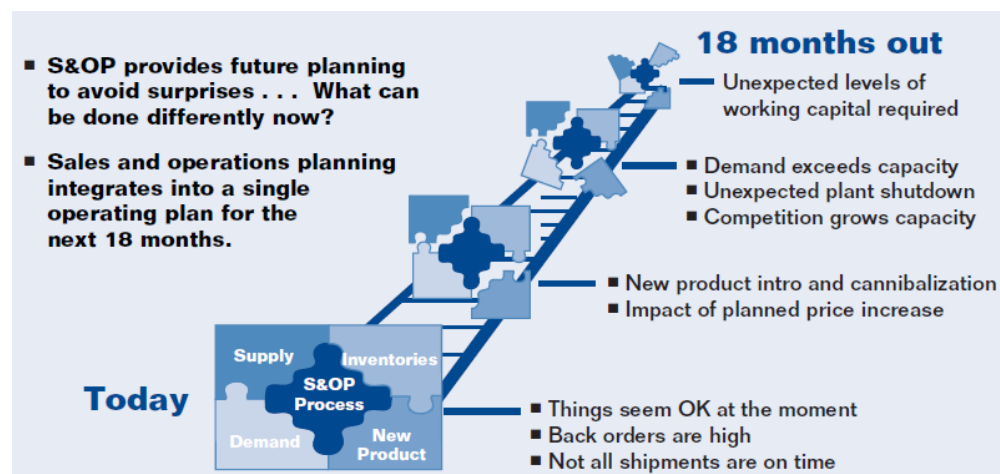 ■ S&OP provides future planning
to avoid surprises . . . What can
be done differently now?
■ Sales and operations planning
integrates into a single
operating plan for the
next 18 months.
18 months out
Unexpected levels of
working capital required
■ Demand exceeds capacity
■ Unexpected plant shutdown
■ Competition grows capacity
■ New product intro and cannibalization
■ Impact of planned price increase
Today
Supply
Inventories
S&OP
Process
Demand
New
Product
■ Things seem OK at the moment
■ Back orders are high
■ Not all shipments are on time